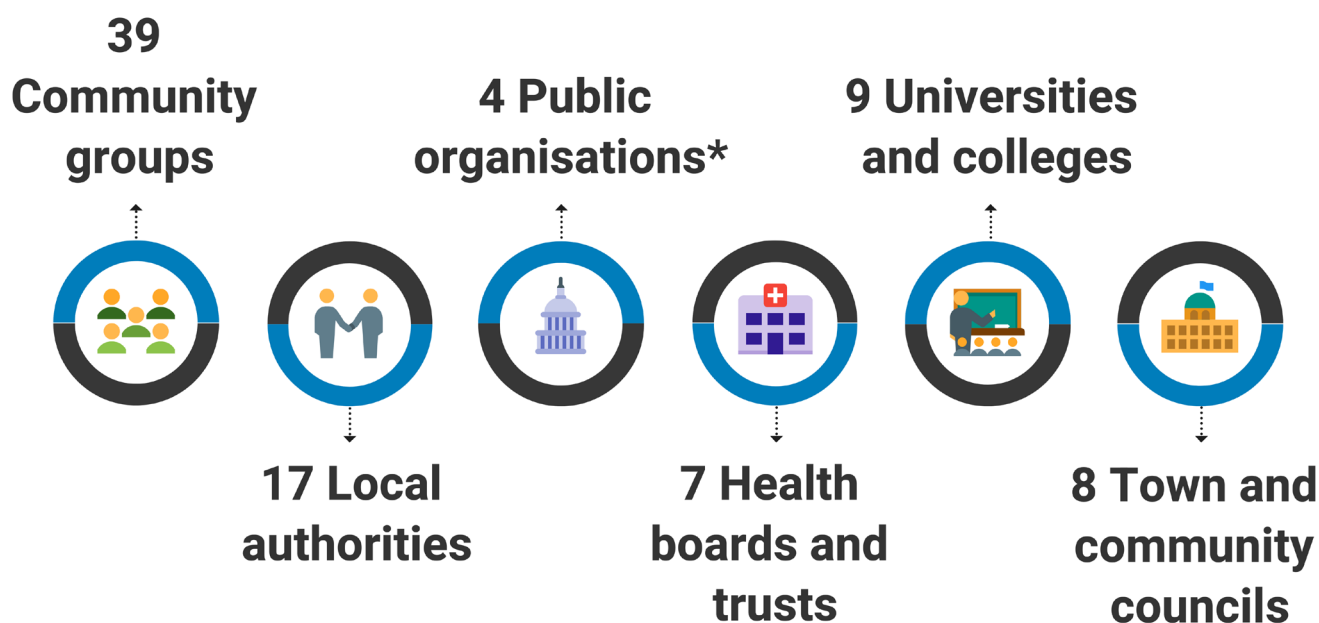 39
Community
groups
17 Local
authorities
4 Public
organisations*
7 Health
boards and
trusts
9 Universities
and colleges
8 Town and
community
councils